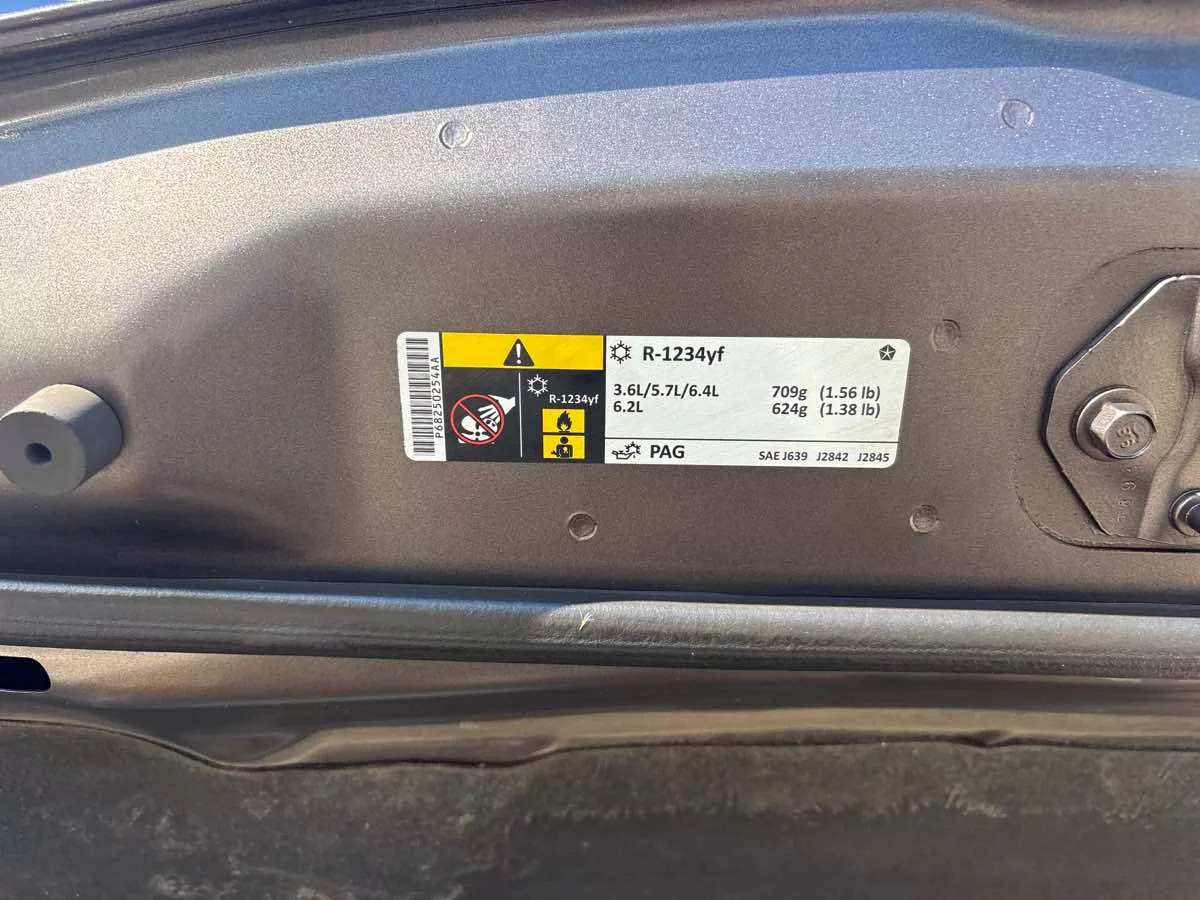 P68250254AA
R-1234yf
R-1234yf
3.6L/5.7L/6.4L 709g (1.56 lb)
6.2L 624g (1.38 lb)
PAG SAE J639 J2842 J2845